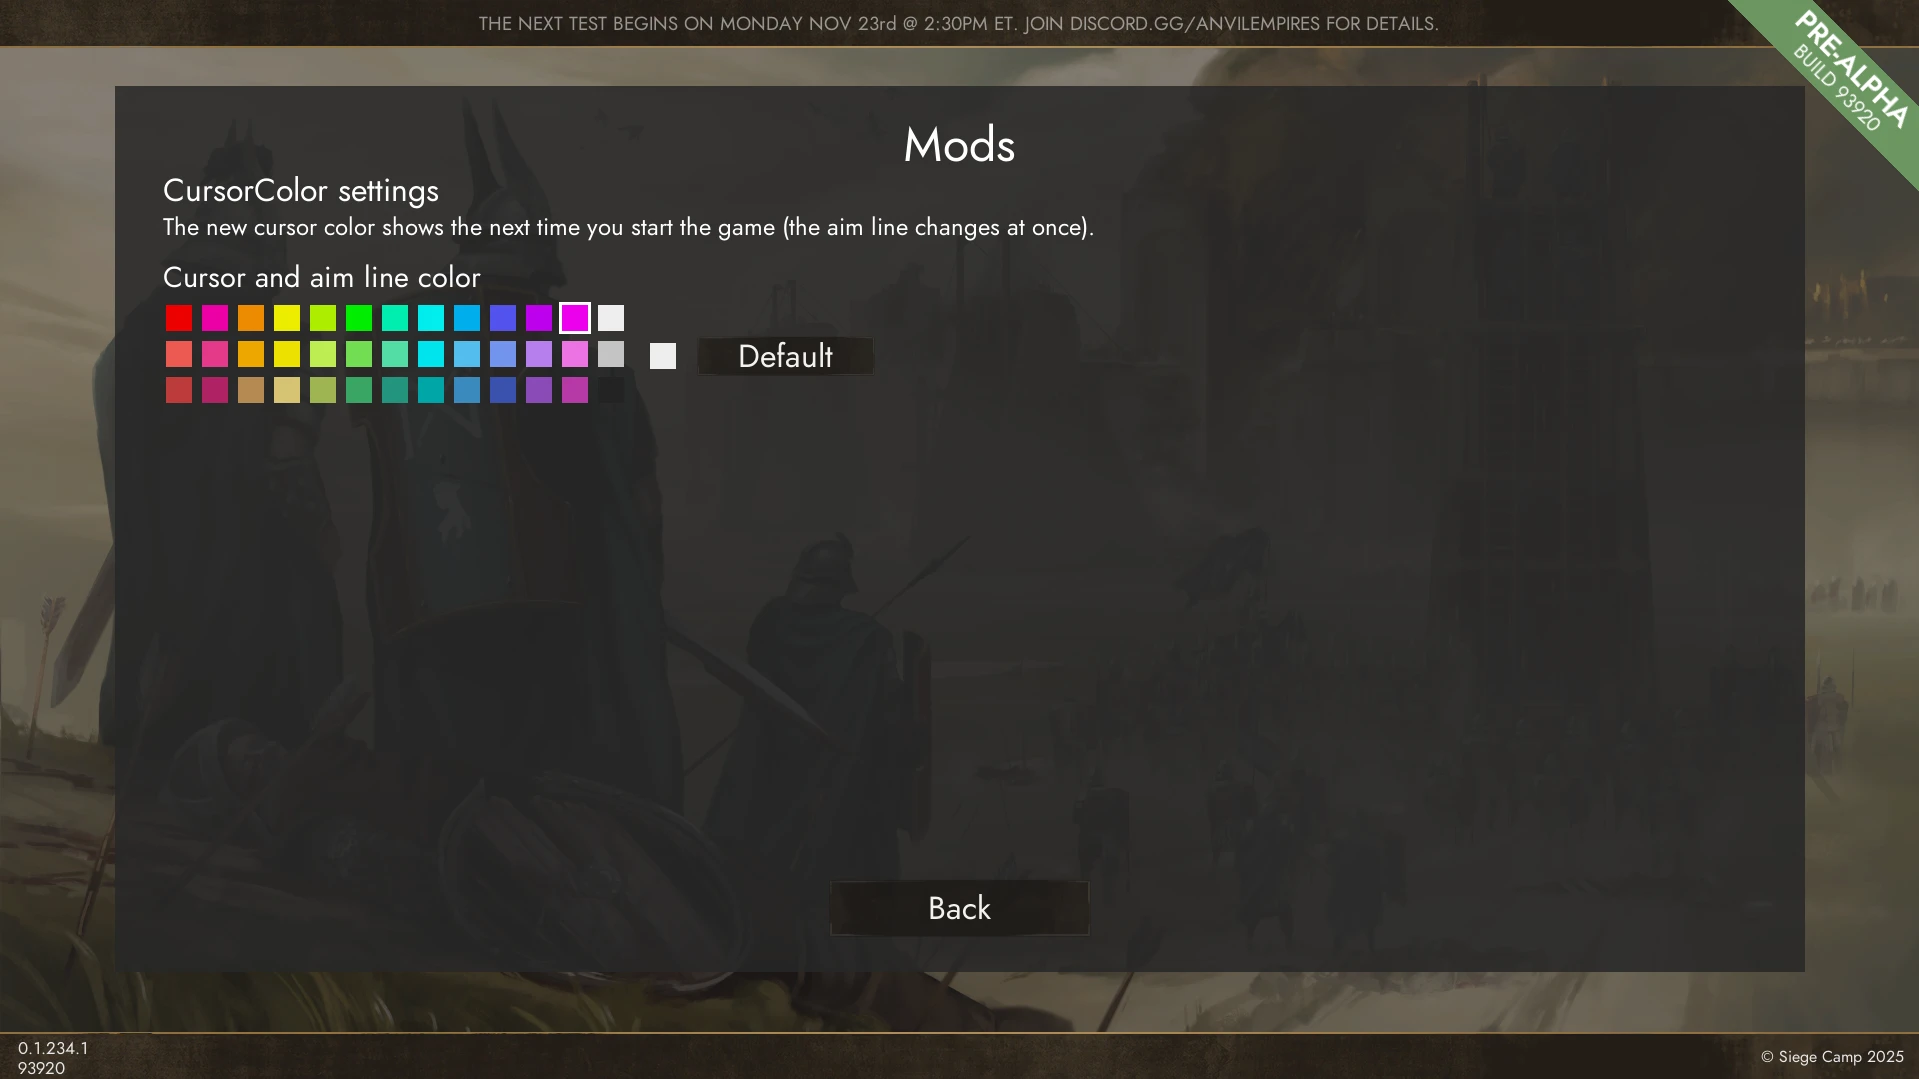 THE NEXT TEST BEGINS ON MONDAY NOV 23rd @ 2:30PM ET. JOIN DISCORD.GG/ANVILEMPIRES FOR DETAILS.
PRE-ALPHA
BUILD 93920
Mods
CursorColor settings
The new cursor color shows the next time you start the game (the aim line changes at once).
Cursor and aim line color
Default
Back
0.1.234.1
93920
© Siege Camp 2025